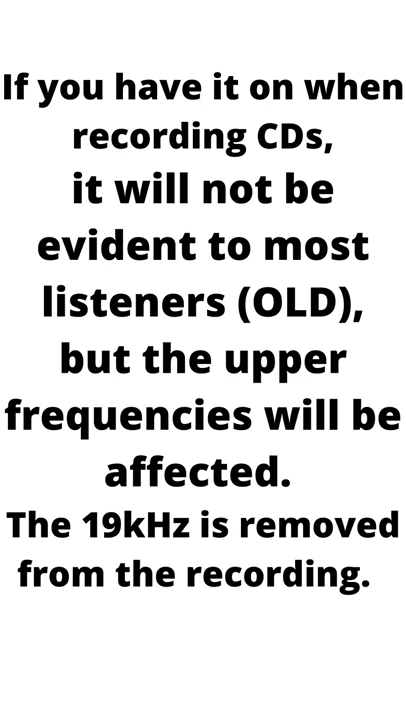 If you have it on when
recording CDs,
it will not be
evident to most
listeners (OLD),
but the upper
frequencies will be
affected.
The 19kHz is removed
from the recording.